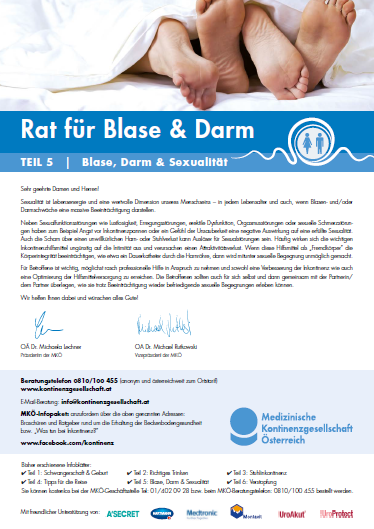 Rat für Blase & Darm
TEIL 5 | Blase, Darm & Sexualität
Sehr geehrte Damen und Herren!
Sexualität ist Lebensenergie und eine wertvolle Dimension unseres Menschseins – in jedem Lebensalter und auch, wenn Blasen- und/oder
Darmschwäche eine massive Beeinträchtigung darstellen.
Neben Sexualfunktionsstörungen wie Lustlosigkeit, Erregungsstörungen, erektile Dysfunktion, Orgasmusstörungen oder sexuelle Schmerzstörun-
gen haben zum Beispiel Angst vor Inkontinenzpannen oder ein Gefühl der Unsauberkeit eine negative Auswirkung auf eine erfüllte Sexualität.
Auch die Scham über einen unwillkürlichen Harn- oder Stuhlverlust kann Auslöser für Sexualstörungen sein. Häufig wirken sich die wichtigen
Inkontinenzhilfsmittel ungünstig auf die Intimität aus und verursachen einen Attraktivitätsverlust. Wenn diese Hilfsmittel als „Fremdkörper" die
Körperintegrität beeinträchtigen, wie etwa ein Dauerkatheter durch die Harnröhre, dann wird mitunter sexuelle Begegnung unmöglich gemacht.
Für Betroffene ist wichtig, möglichst rasch professionelle Hilfe in Anspruch zu nehmen und sowohl eine Verbesserung der Inkontinenz wie auch
eine Optimierung der Hilfsmittelversorgung zu erreichen. Die Betroffenen sollten auch für sich selbst und dann gemeinsam mit der Partnerin/
dem Partner überlegen, wie sie trotz Beeinträchtigung wieder befriedigende sexuelle Begegnungen erleben können.
Wir helfen Ihnen dabei und wünschen alles Gute!
OÄ Dr. Michaela Lechner
Präsidentin der MKÖ
OA Dr. Michael Rutkowski
Vizepräsident der MKÖ
Beratungstelefon 0810/100 455 (anonym und österreichweit zum Ortstarif)
www.kontinenzgesellschaft.at
E-Mail-Beratung: info@kontinenzgesellschaft.at
MKÖ-Infopaket: anzufordern über die oben genannten Adressen:
Broschüren und Ratgeber rund um die Erhaltung der Beckenbodengesundheit
bzw. „Was tun bei Inkontinenz?"
www.facebook.com/kontinenz
Medizinische
Kontinenzgesellschaft
Österreich
Bisher erschienene Infoblätter:
✔ Teil 1: Schwangerschaft & Geburt ✔ Teil 2: Richtiges Trinken ✔ Teil 3: Stuhlinkontinenz
✔ Teil 4: Tipps für die Reise ✔ Teil 5: Blase, Darm & Sexualität ✔ Teil 6: Verstopfung
Sie können kostenlos bei der MKÖ-Geschäftsstelle Tel: 01/402 09 28 bzw. beim MKÖ-Beratungstelefon: 0810/100 455 bestellt werden.
Mit freundlicher Unterstützung von: A'SECRET HARTMANN Medtronic Montavit UroAkut UroProtect